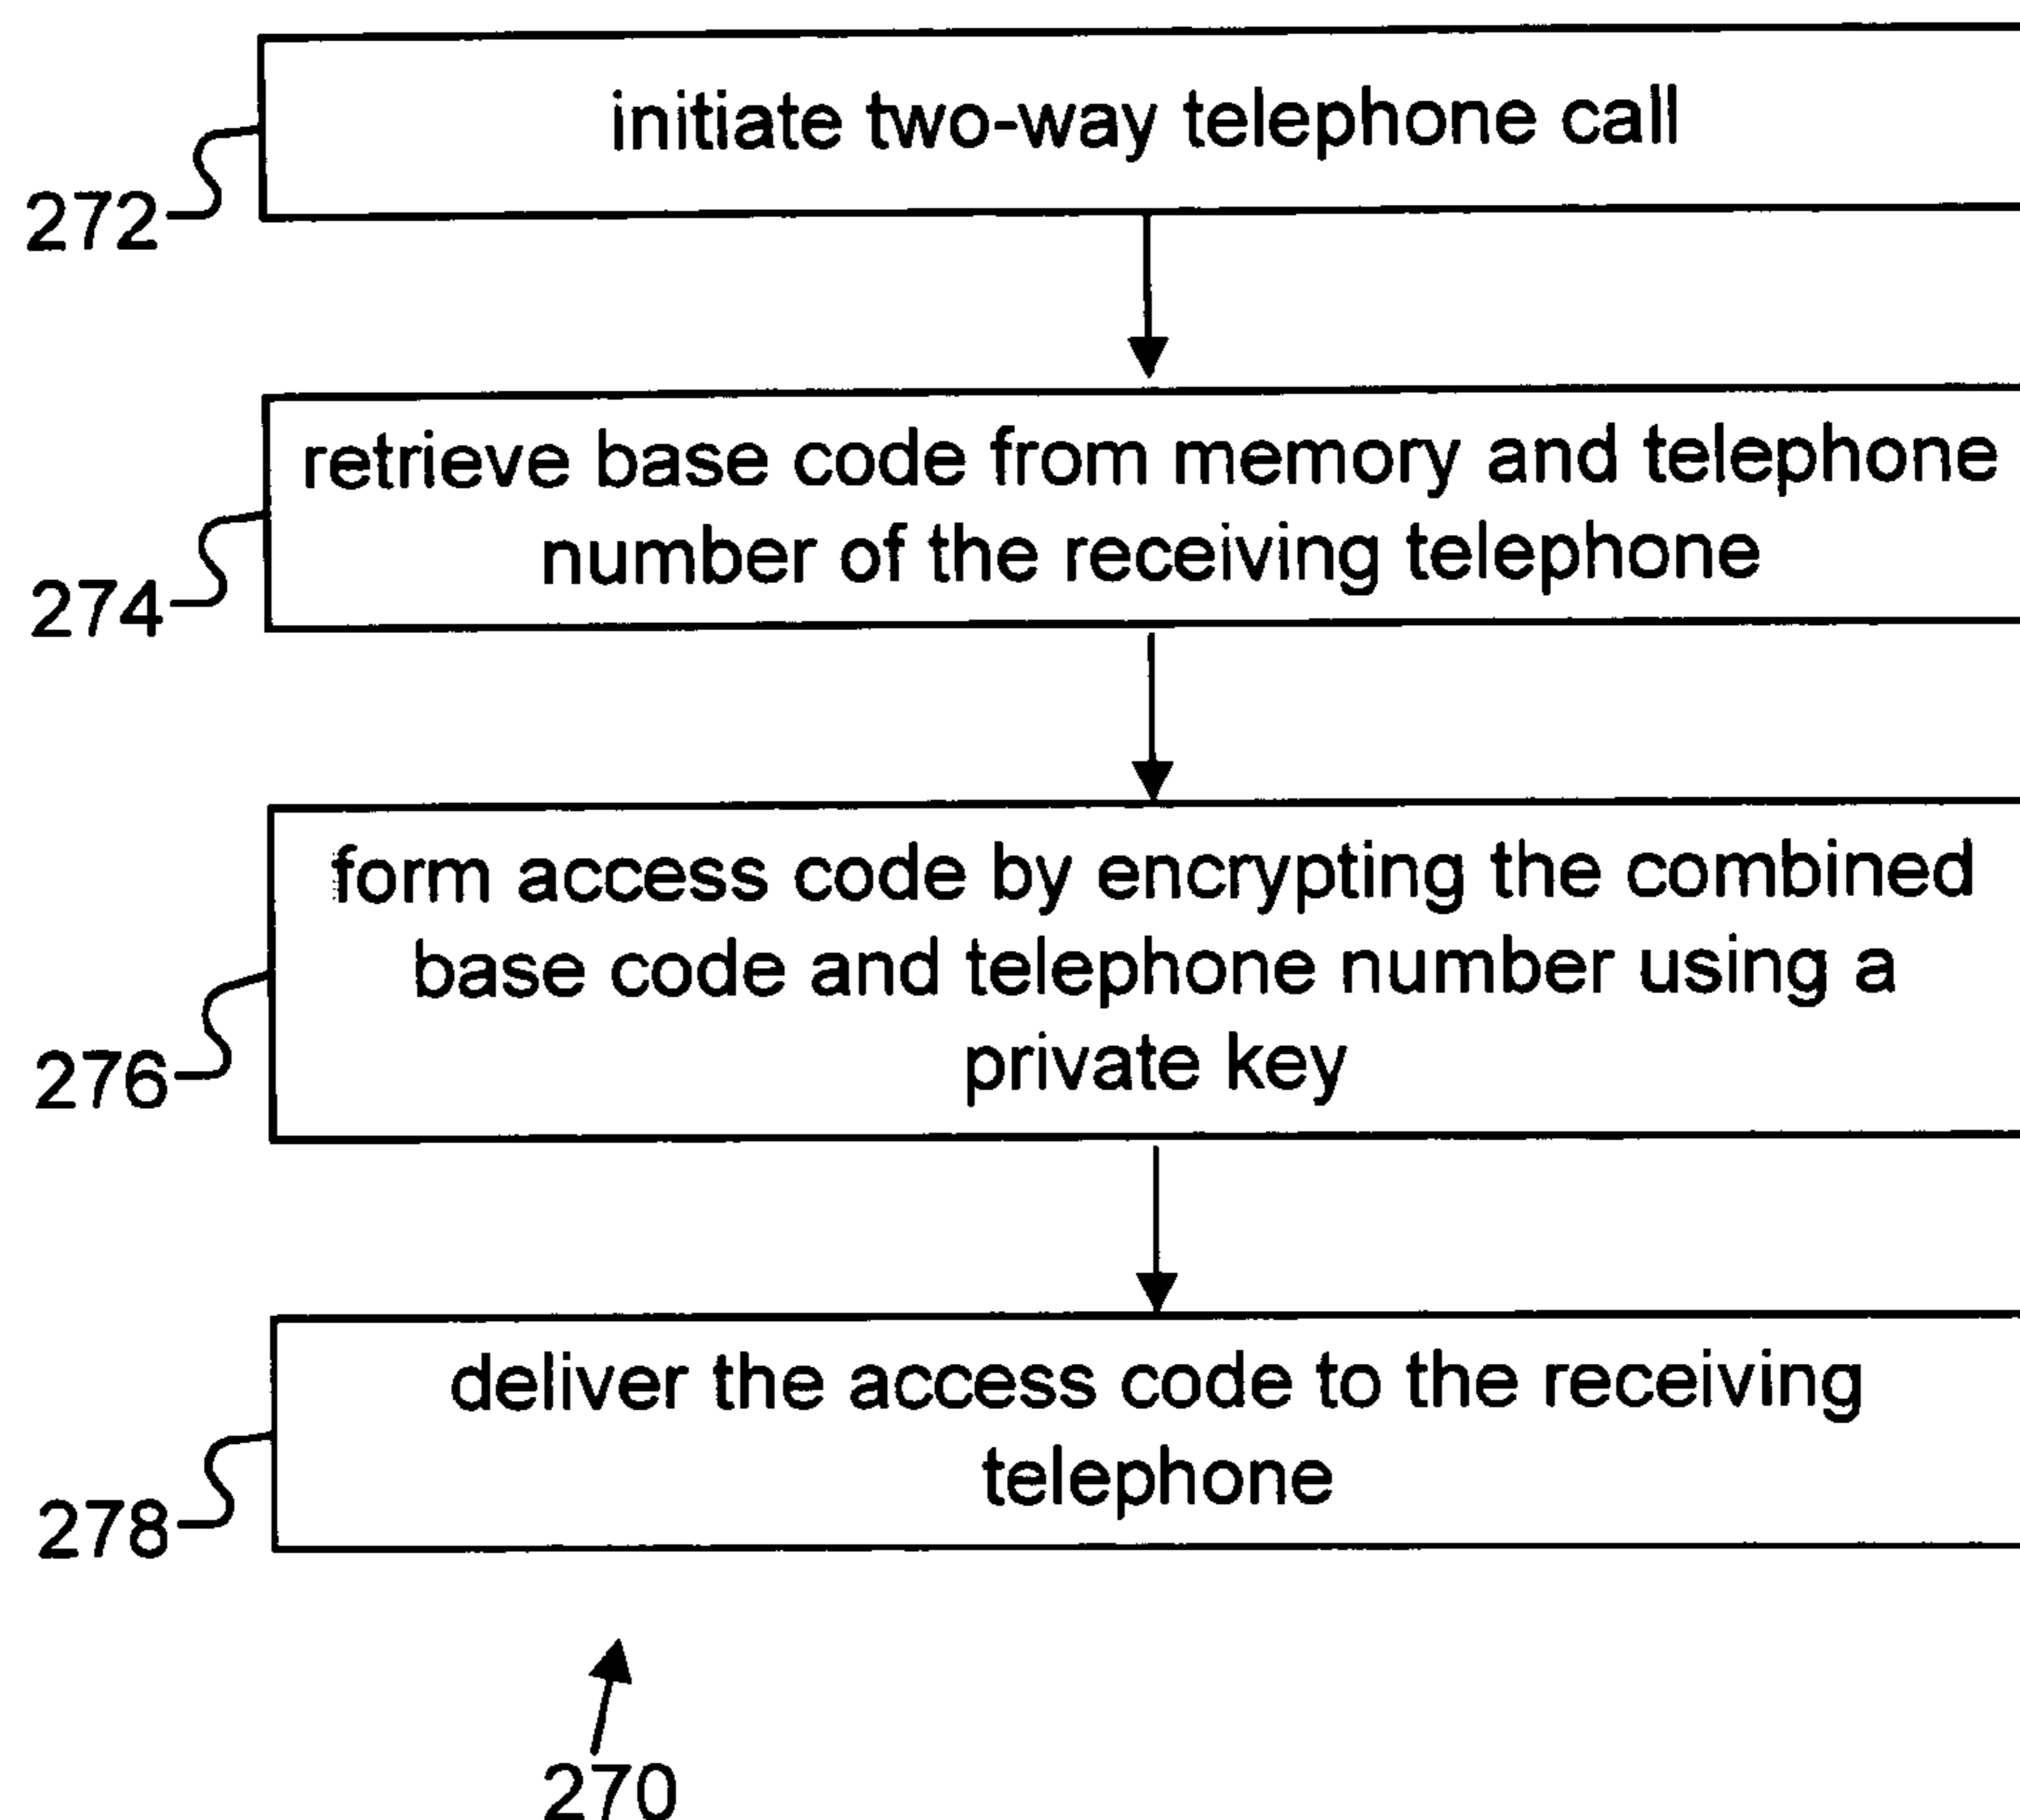 initiate two-way telephone call
272
retrieve base code from memory and telephone
number of the receiving telephone
274
form access code by encrypting the combined
base code and telephone number using a
private key
276
deliver the access code to the receiving
telephone
278
270